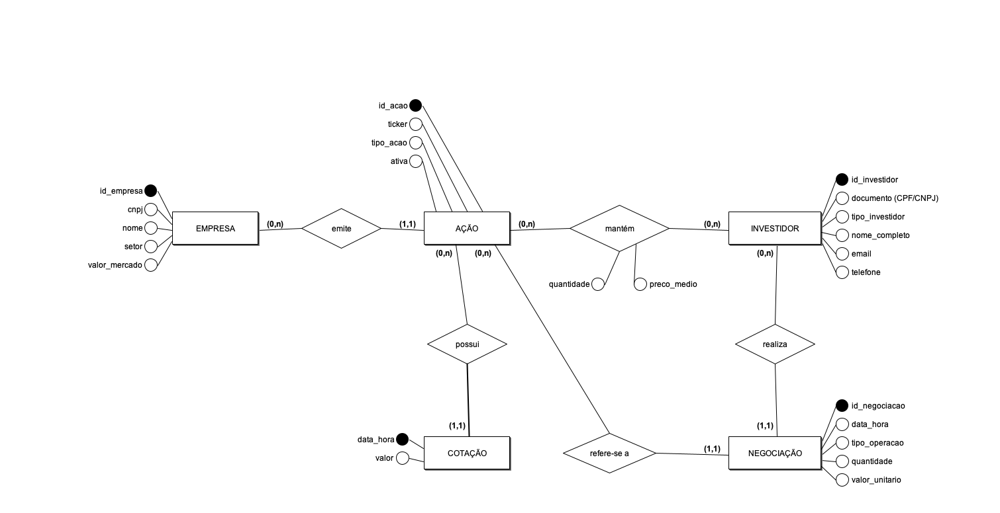 id_acao
ticker
tipo_acao
ativa
id_empresa
cnpj
nome
setor
valor_mercado
EMPRESA
(0,n)
emite
(1,1)
AÇÃO
(0,n)
mantém
(0,n)
INVESTIDOR
id_investidor
documento (CPF/CNPJ)
tipo_investidor
nome_completo
email
telefone
(0,n)
(0,n)
(0,n)
quantidade
preco_medio
possui
realiza
(1,1)
(1,1)
data_hora
valor
COTAÇÃO
refere-se a
(1,1)
NEGOCIAÇÃO
id_negociacao
data_hora
tipo_operacao
quantidade
valor_unitario